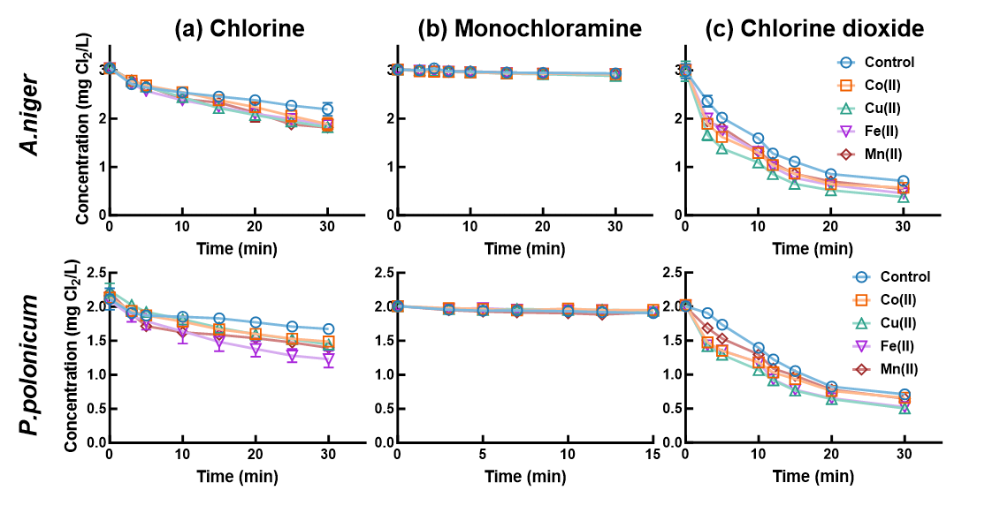 (a) Chlorine
(b) Monochloramine
(c) Chlorine dioxide
A.niger
Concentration (mg Cl2/L)
3
2
1
0
0 10 20 30
Time (min)
3
2
1
0
0 10 20 30
Time (min)
3
2
1
0
0 10 20 30
Time (min)
Control
Co(II)
Cu(II)
Fe(II)
Mn(II)
P.polonicum
Concentration (mg Cl2/L)
2.5
2.0
1.5
1.0
0.5
0.0
0 10 20 30
Time (min)
2.5
2.0
1.5
1.0
0.5
0.0
0 5 10 15
Time (min)
2.5
2.0
1.5
1.0
0.5
0.0
0 10 20 30
Time (min)
Control
Co(II)
Cu(II)
Fe(II)
Mn(II)